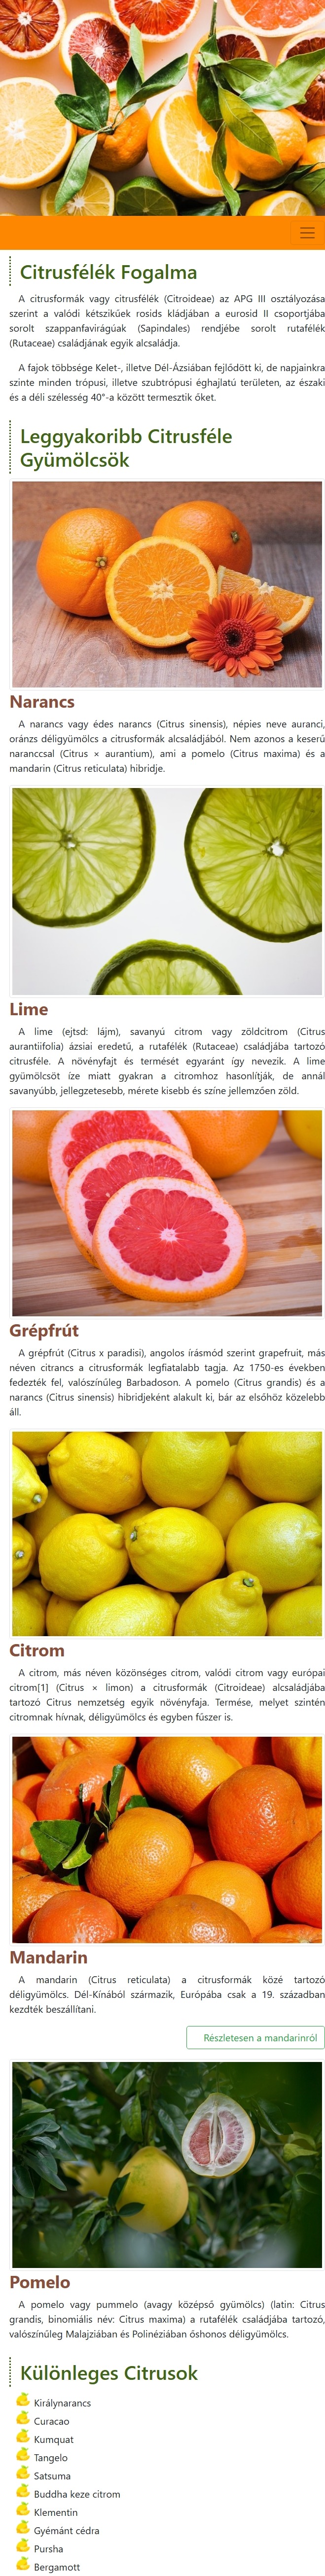 Citrusfélék Fogalma
A citrusformák vagy citrusfélék (Citroideae) az APG III osztályozása
szerint a valódi kétszikűek rosids kládjában a eurosid II csoportjába
sorolt szappanfavirágúak (Sapindales) rendjébe sorolt rutafélék
(Rutaceae) családjának egyik alcsaládja.
A fajok többsége Kelet-, illetve Dél-Ázsiában fejlődött ki, de napjainkra
szinte minden trópusi, illetve szubtrópusi éghajlatú területen, az északi
és a déli szélesség 40°-a között termesztik őket.
Leggyakoribb Citrusféle
Gyümölcsök
Narancs
A narancs vagy édes narancs (Citrus sinensis), népies neve auranci,
oránzs déligyümölcs a citrusformák alcsaládjából. Nem azonos a keserű
naranccsal (Citrus × aurantium), ami a pomelo (Citrus maxima) és a
mandarin (Citrus reticulata) hibridje.
Lime
A lime (ejtsd: lájm), savanyú citrom vagy zöldcitrom (Citrus
aurantiifolia) ázsiai eredetű, a rutafélék (Rutaceae) családjába tartozó
citrusféle. A növényfajt és termését egyaránt így nevezik. A lime
gyümölcsöt íze miatt gyakran a citromhoz hasonlítják, de annál
savanyúbb, jellegzetesebb, mérete kisebb és színe jellemzően zöld.
Grépfrút
A grépfrút (Citrus x paradisi), angolos írásmód szerint grapefruit, más
néven citrancs a citrusformák legfiatalabb tagja. Az 1750-es években
fedezték fel, valószínűleg Barbadoson. A pomelo (Citrus grandis) és a
narancs (Citrus sinensis) hibridjeként alakult ki, bár az elsőhöz közelebb
áll.
Citrom
A citrom, más néven közönséges citrom, valódi citrom vagy európai
citrom[1] (Citrus × limon) a citrusformák (Citroideae) alcsaládjába
tartozó Citrus nemzetség egyik növényfaja. Termése, melyet szintén
citromnak hívnak, déligyümölcs és egyben fűszer is.
Mandarin
A mandarin (Citrus reticulata) a citrusformák közé tartozó
déligyümölcs. Dél-Kínából származik, Európába csak a 19. században
kezdték beszállítani.
Részletesen a mandarinról
Pomelo
A pomelo vagy pummelo (avagy középső gyümölcs) (latin: Citrus
grandis, binomiális név: Citrus maxima) a rutafélék családjába tartozó,
valószínűleg Malajziában és Polinéziában őshonos déligyümölcs.
Különleges Citrusok
Királynarancs
Curacao
Kumquat
Tangelo
Satsuma
Buddha keze citrom
Klementin
Gyémánt cédra
Pursha
Bergamott